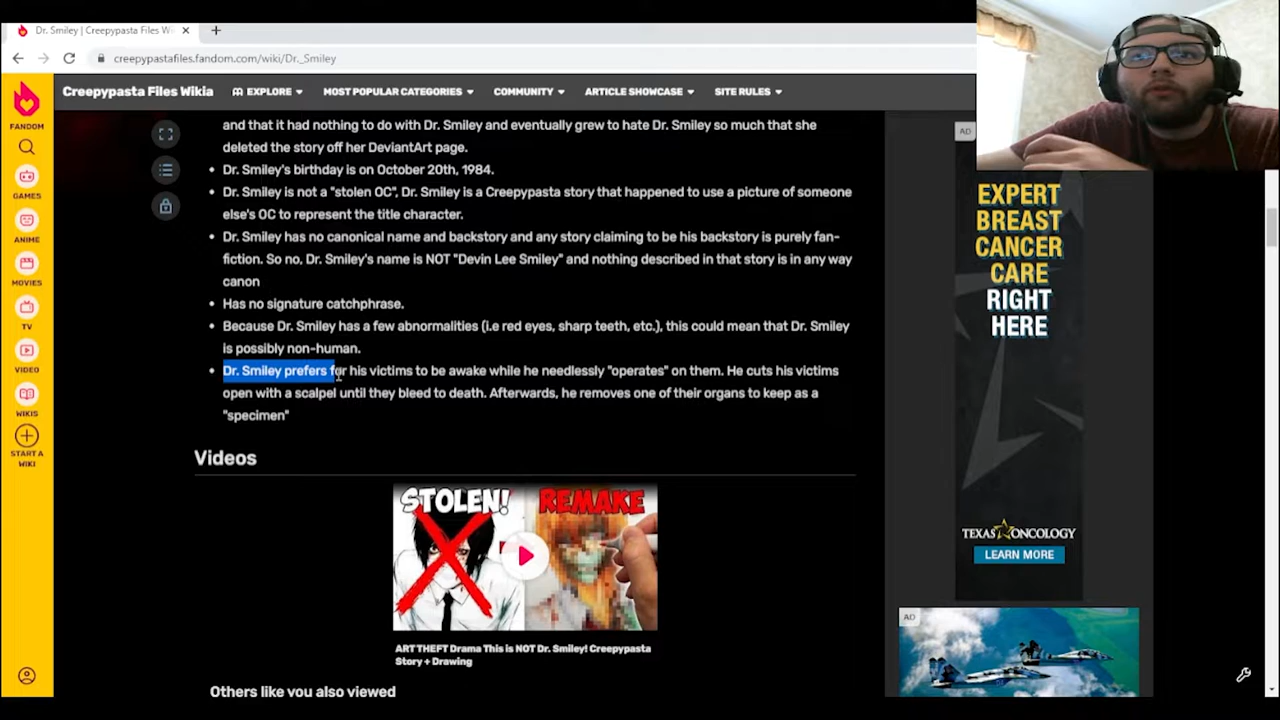 Dr. Smiley | Creepypasta Files Wi
creepypastafiles.fandom.com/wiki/Dr._Smiley
FANDOM
GAMES
ANIME
MOVIES
TV
VIDEO
WIKIS
START A
WIKI
Creepypasta Files Wikia
EXPLORE
MOST POPULAR CATEGORIES
COMMUNITY
ARTICLE SHOWCASE
SITE RULES
and that it had nothing to do with Dr. Smiley and eventually grew to hate Dr. Smiley so much that she
deleted the story off her DeviantArt page.
Dr. Smiley's birthday is on October 20th, 1984.
Dr. Smiley is not a "stolen OC", Dr. Smiley is a Creepypasta story that happened to use a picture of someone
else's OC to represent the title character.
Dr. Smiley has no canonical name and backstory and any story claiming to be his backstory is purely fan-
fiction. So no, Dr. Smiley's name is NOT "Devin Lee Smiley" and nothing described in that story is in any way
canon
Has no signature catchphrase.
Because Dr. Smiley has a few abnormalities (i.e red eyes, sharp teeth, etc.), this could mean that Dr. Smiley
is possibly non-human.
Dr. Smiley prefers for his victims to be awake while he needlessly "operates" on them. He cuts his victims
open with a scalpel until they bleed to death. Afterwards, he removes one of their organs to keep as a
"specimen"
Videos
STOLEN!
REMAKE
ART THEFT Drama This is NOT Dr. Smiley! Creepypasta
Story + Drawing
Others like you also viewed
AD
EXPERT
BREAST
CANCER
CARE
RIGHT
HERE
TEXAS ONCOLOGY
LEARN MORE
AD